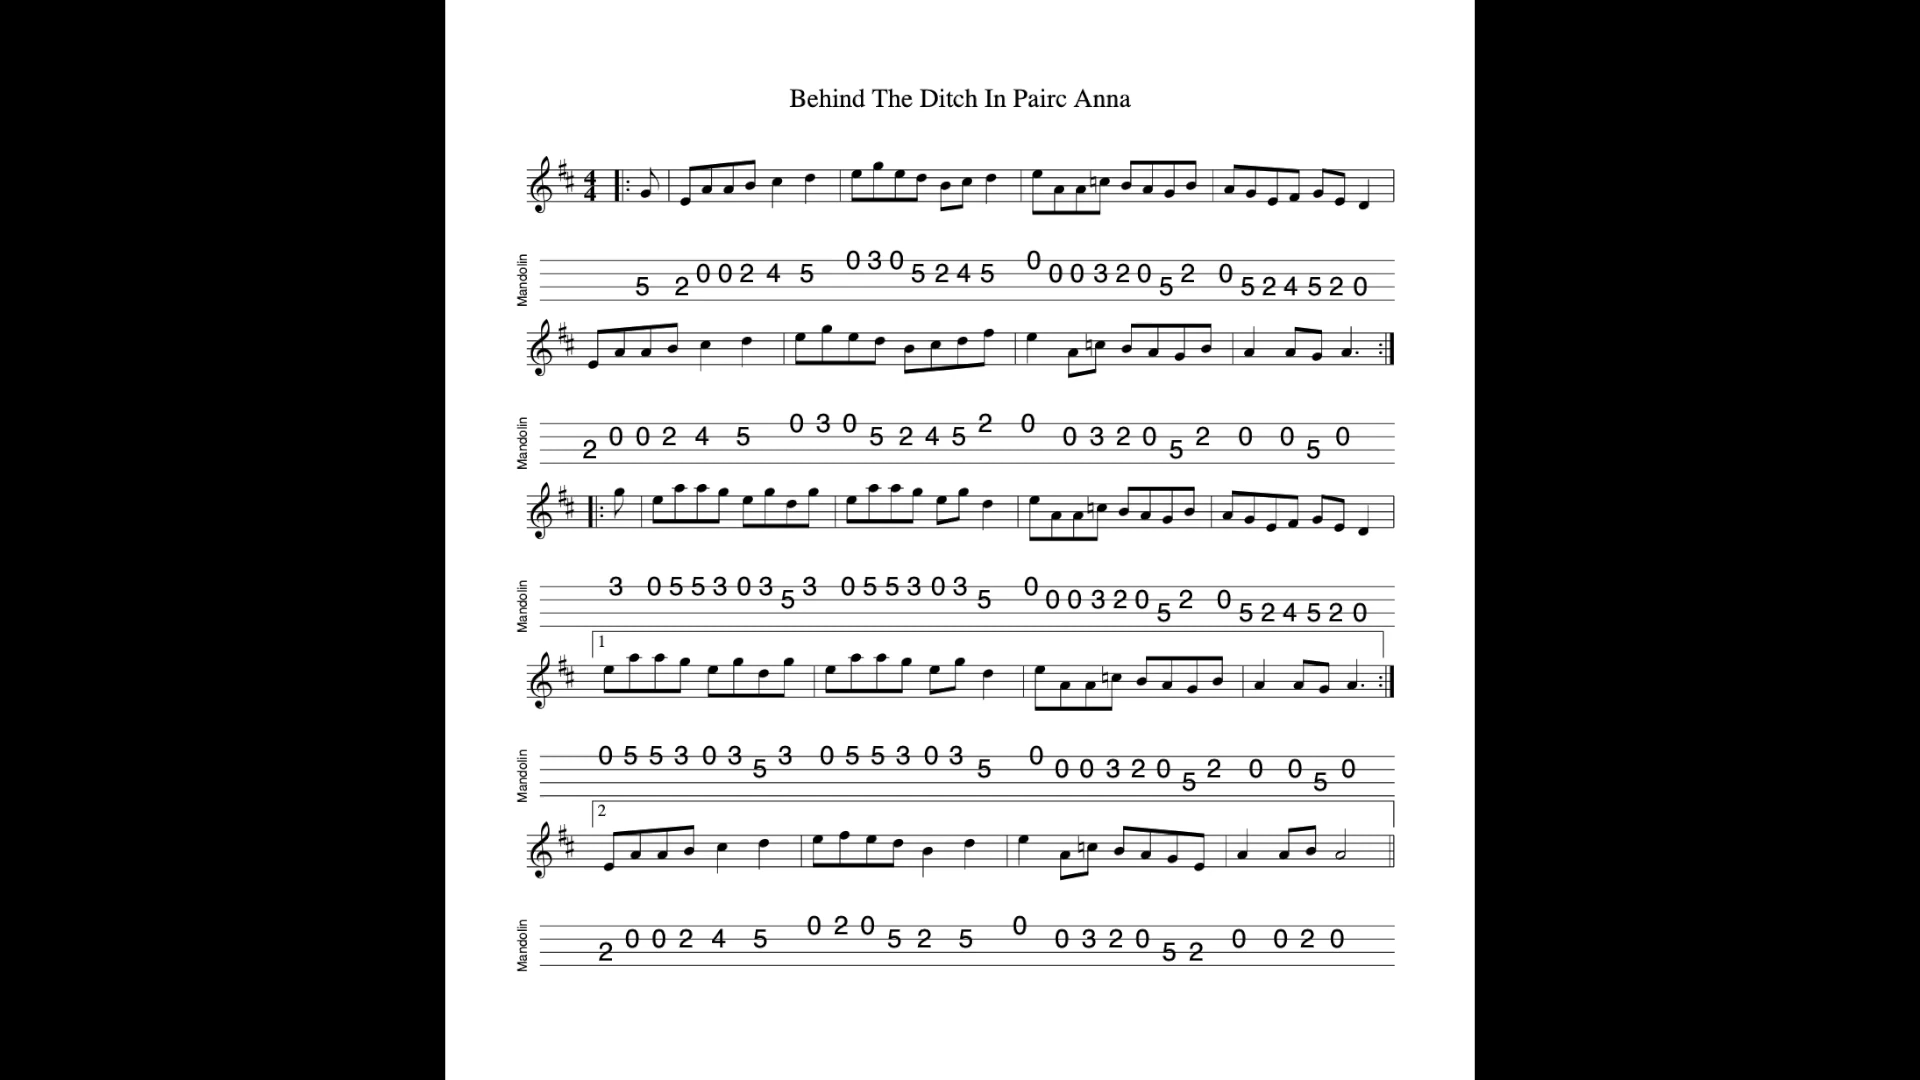 Behind The Ditch In Pairc Anna
4
4
Mandolin
5 2 0 0 2 4 5 0 3 0 5 2 4 5 0 0 0 3 2 0 5 2 0 5 2 4 5 2 0
Mandolin
2 0 0 2 4 5 0 3 0 5 2 4 5 2 0 0 3 2 0 5 2 0 0 5 0
Mandolin
3 0 5 5 3 0 3 5 3 0 5 5 3 0 3 5 0 0 0 3 2 0 5 2 0 5 2 4 5 2 0
1
Mandolin
0 5 5 3 0 3 5 3 0 5 5 3 0 3 5 0 0 0 3 2 0 5 2 0 0 5 0
2
Mandolin
2 0 0 2 4 5 0 2 0 5 2 5 0 0 3 2 0 5 2 0 0 2 0